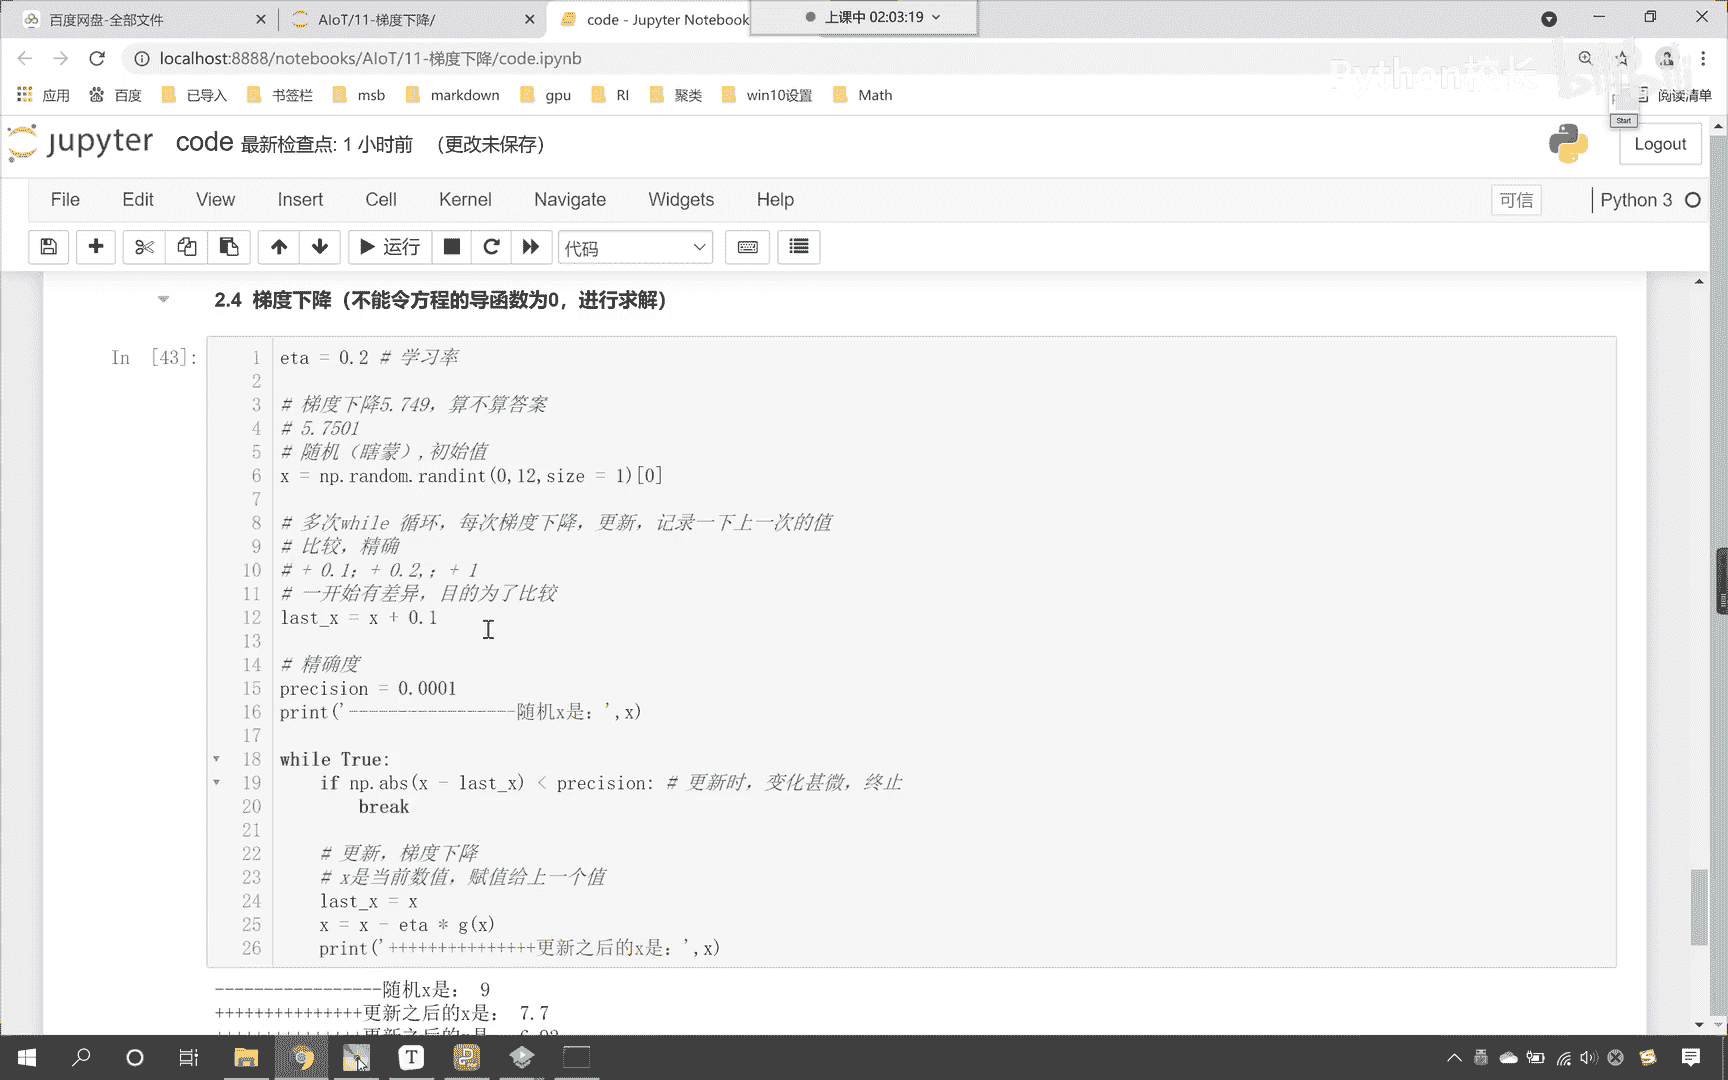 百度网盘-全部文件
AIoT/11-梯度下降/
code - Jupyter Notebook
上课中 02:03:19
localhost:8888/notebooks/AIoT/11-梯度下降/code.ipynb
Python校长
应用 百度 已导入 书签栏 msb markdown gpu RI 聚类 win10设置 Math 阅读清单
Start
jupyter code 最新检查点: 1 小时前 (更改未保存) Logout
File Edit View Insert Cell Kernel Navigate Widgets Help 可信 Python 3
运行 代码
2.4 梯度下降（不能令方程的导函数为0，进行求解）
In [43]:
1 eta = 0.2 # 学习率
2
3 # 梯度下降5.749，算不算答案
4 # 5.7501
5 # 随机（瞎蒙）,初始值
6 x = np.random.randint(0,12,size = 1)[0]
7
8 # 多次while 循环，每次梯度下降，更新，记录一下上一次的值
9 # 比较，精确
10 # + 0.1；+ 0.2,；+ 1
11 # 一开始有差异，目的为了比较
12 last_x = x + 0.1
13
14 # 精确度
15 precision = 0.0001
16 print('-----------------随机x是：',x)
17
18 while True:
19 if np.abs(x - last_x) < precision: # 更新时，变化甚微，终止
20 break
21
22 # 更新，梯度下降
23 # x是当前数值，赋值给上一个值
24 last_x = x
25 x = x - eta * g(x)
26 print('+++++++++++++++更新之后的x是：',x)
-----------------随机x是： 9
+++++++++++++++更新之后的x是： 7.7